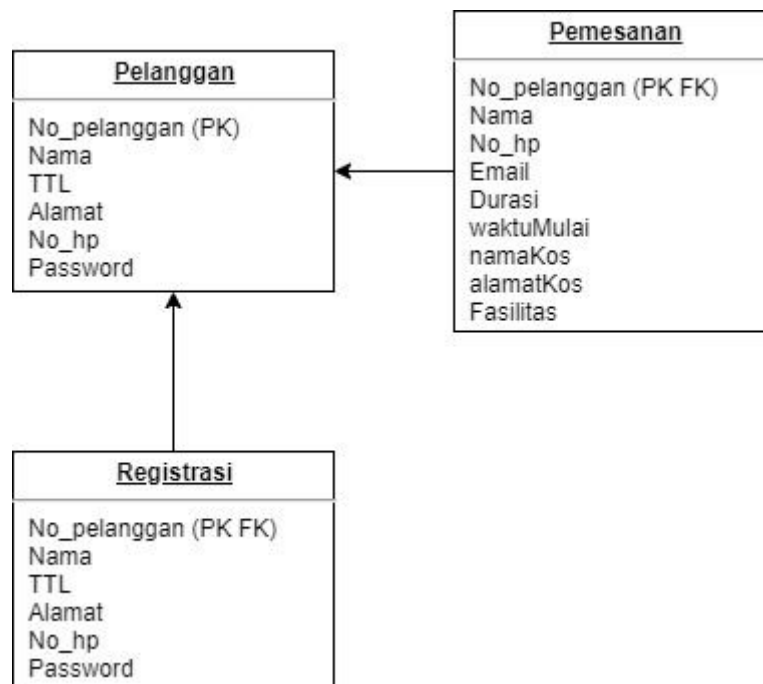 Pelanggan
No_pelanggan (PK)
Nama
TTL
Alamat
No_hp
Password
Pemesanan
No_pelanggan (PK FK)
Nama
No_hp
Email
Durasi
waktuMulai
namaKos
alamatKos
Fasilitas
Registrasi
No_pelanggan (PK FK)
Nama
TTL
Alamat
No_hp
Password